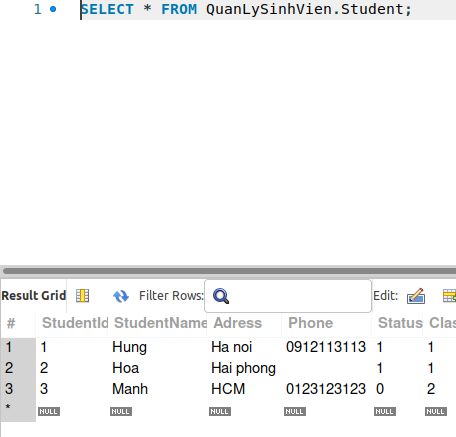 1 SELECT * FROM QuanLySinhVien.Student;
Result Grid Filter Rows: Edit:
# StudentId StudentName Adress Phone Status Clas
1 1 Hung Ha noi 0912113113 1 1
2 2 Hoa Hai phong 1 1
3 3 Manh HCM 0123123123 0 2
* NULL NULL NULL NULL NULL NULL